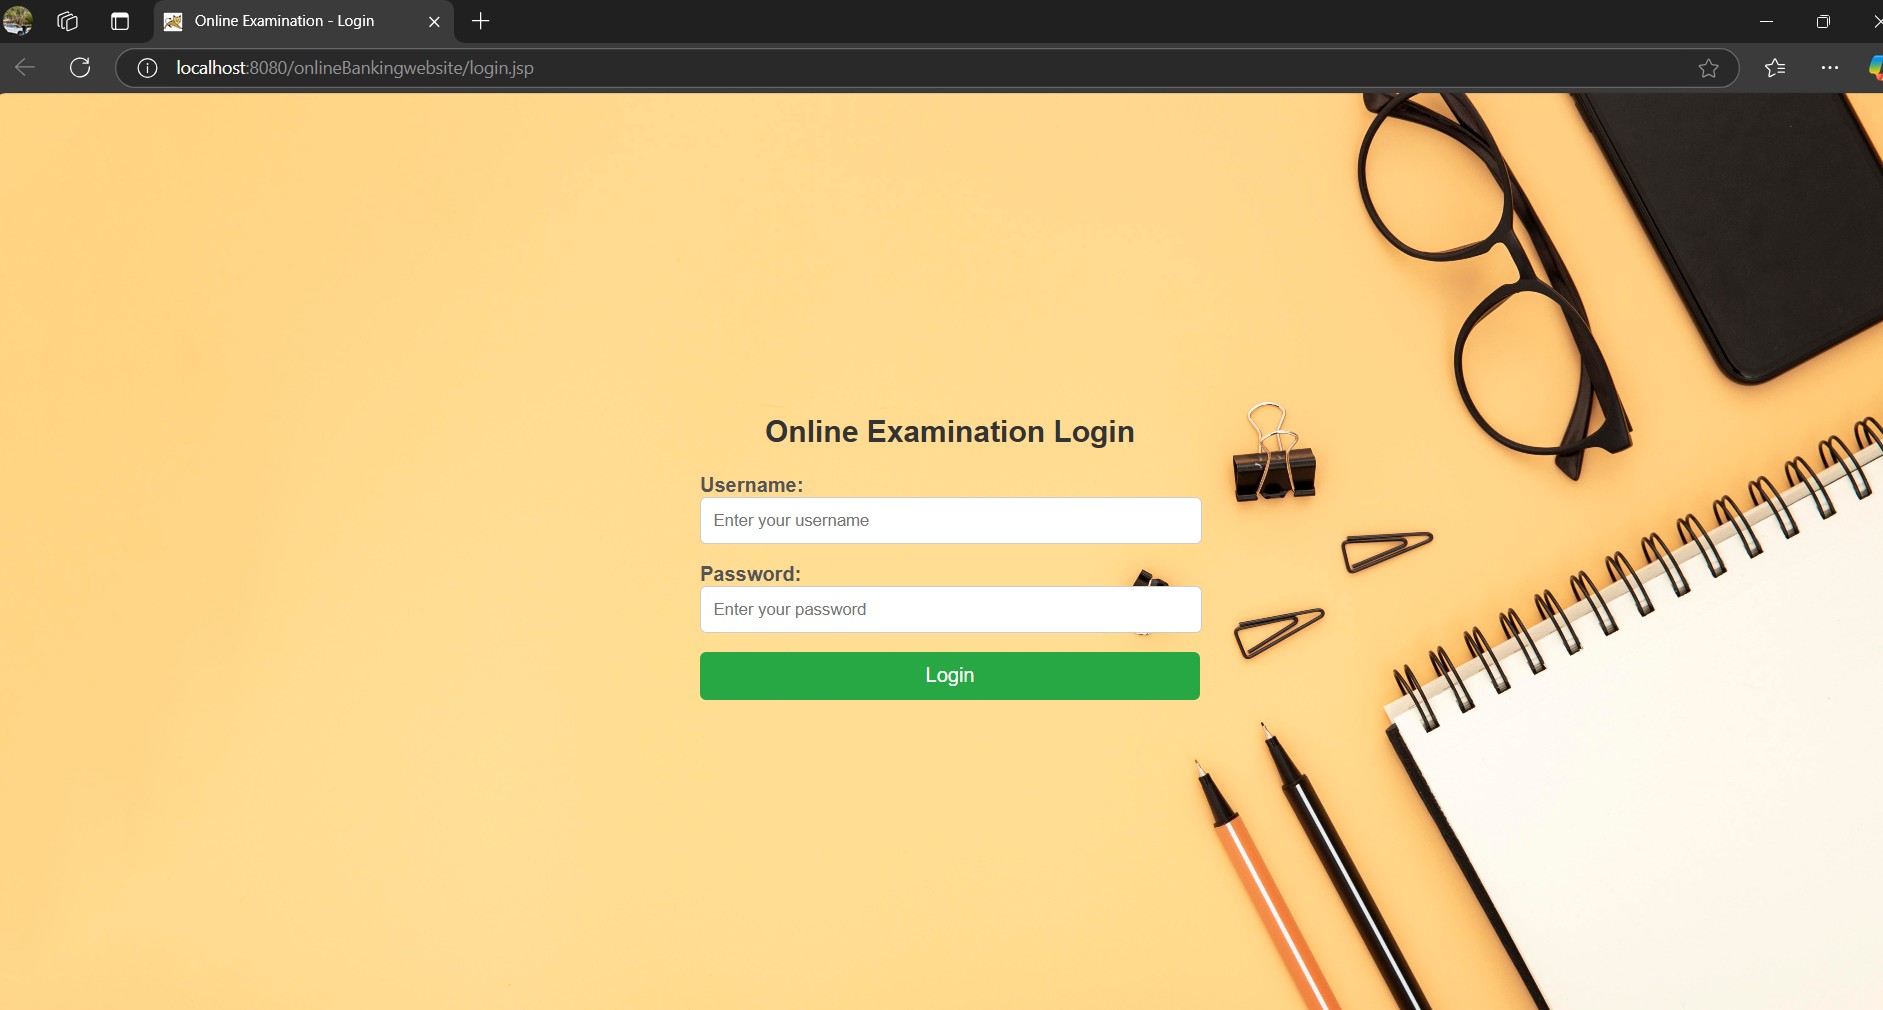 Online Examination - Login
localhost:8080/onlineBankingwebsite/login.jsp
Online Examination Login
Username:
Enter your username
Password:
Enter your password
Login